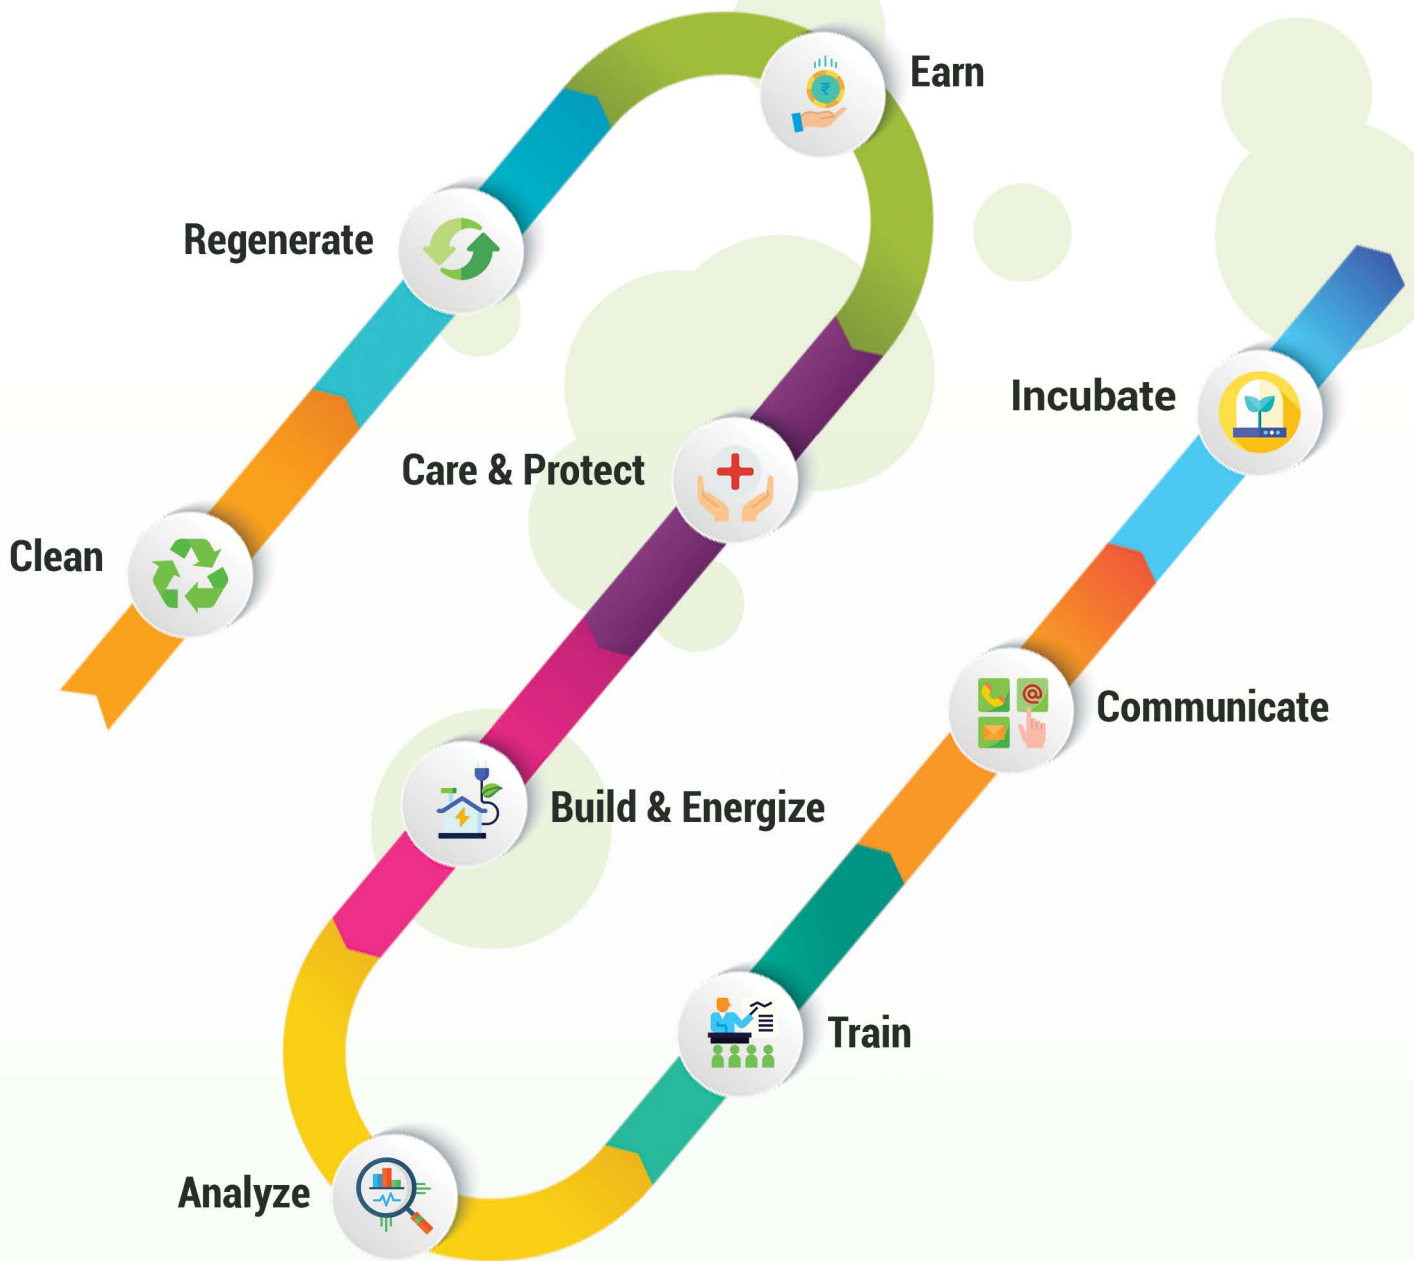 Earn
Regenerate
Incubate
Care & Protect
Clean
Communicate
Build & Energize
Train
Analyze
₹
@